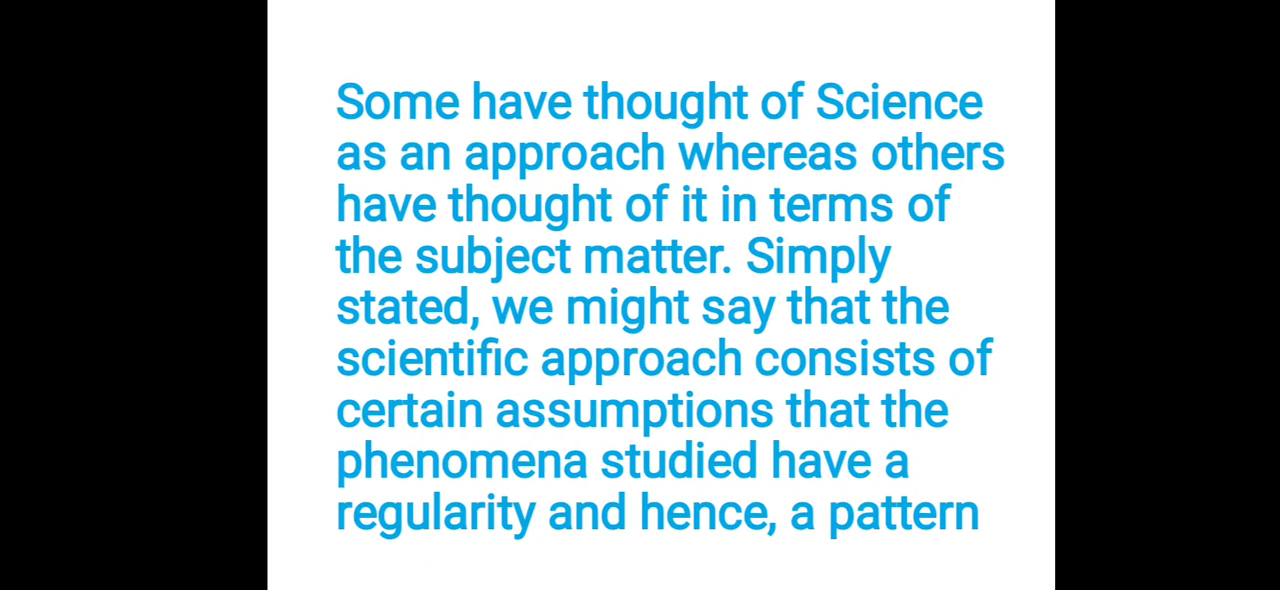 Some have thought of Science
as an approach whereas others
have thought of it in terms of
the subject matter. Simply
stated, we might say that the
scientific approach consists of
certain assumptions that the
phenomena studied have a
regularity and hence, a pattern